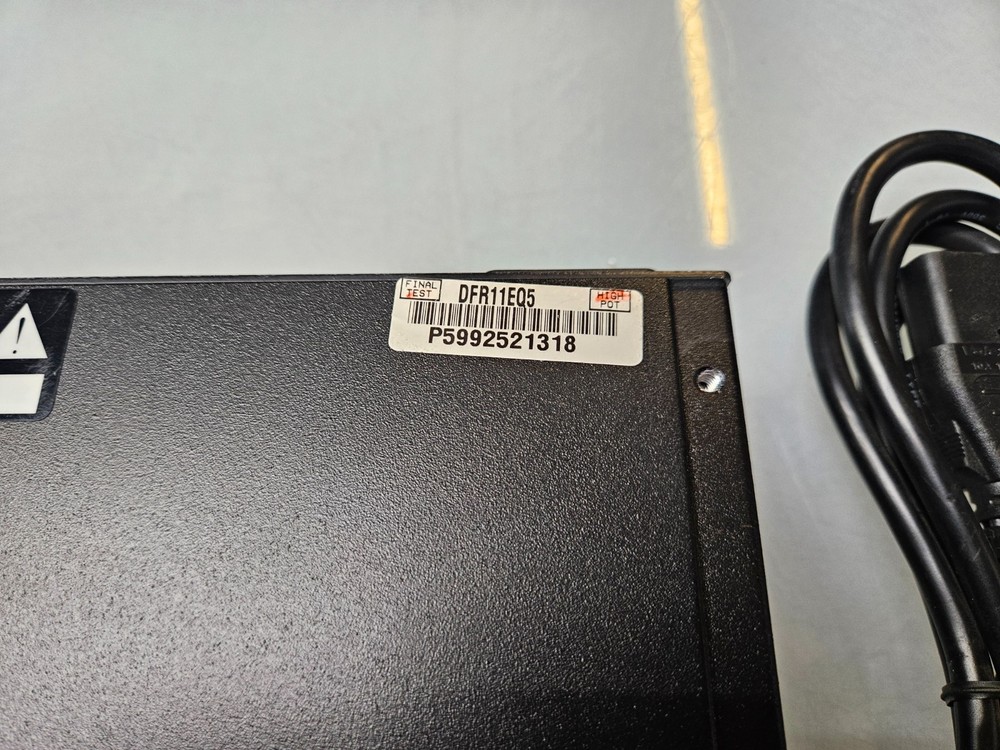 FINAL TEST
DFR11EQ5
HIGH POT
P5992521318